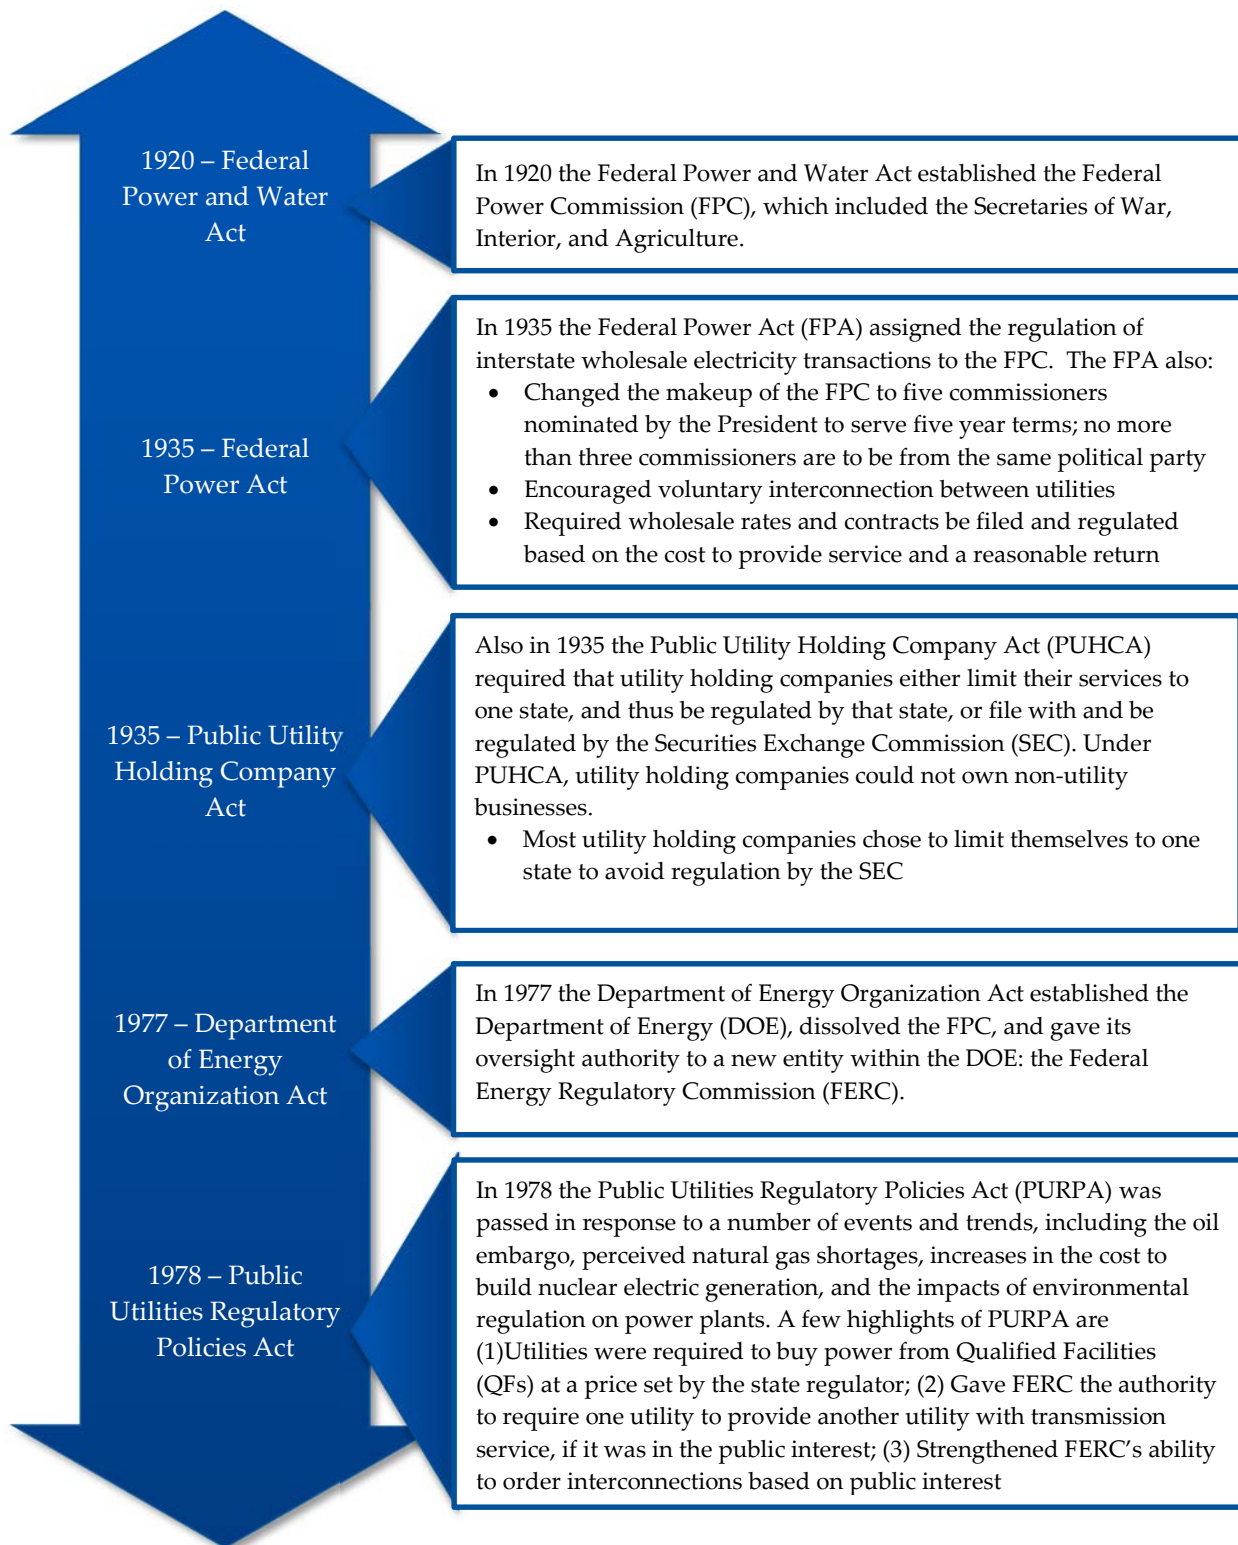 1920 – Federal
Power and Water
Act
In 1920 the Federal Power and Water Act established the Federal
Power Commission (FPC), which included the Secretaries of War,
Interior, and Agriculture.
1935 – Federal
Power Act
In 1935 the Federal Power Act (FPA) assigned the regulation of
interstate wholesale electricity transactions to the FPC. The FPA also:
• Changed the makeup of the FPC to five commissioners
nominated by the President to serve five year terms; no more
than three commissioners are to be from the same political party
• Encouraged voluntary interconnection between utilities
• Required wholesale rates and contracts be filed and regulated
based on the cost to provide service and a reasonable return
1935 – Public Utility
Holding Company
Act
Also in 1935 the Public Utility Holding Company Act (PUHCA)
required that utility holding companies either limit their services to
one state, and thus be regulated by that state, or file with and be
regulated by the Securities Exchange Commission (SEC). Under
PUHCA, utility holding companies could not own non-utility
businesses.
• Most utility holding companies chose to limit themselves to one
state to avoid regulation by the SEC
1977 – Department
of Energy
Organization Act
In 1977 the Department of Energy Organization Act established the
Department of Energy (DOE), dissolved the FPC, and gave its
oversight authority to a new entity within the DOE: the Federal
Energy Regulatory Commission (FERC).
1978 – Public
Utilities Regulatory
Policies Act
In 1978 the Public Utilities Regulatory Policies Act (PURPA) was
passed in response to a number of events and trends, including the oil
embargo, perceived natural gas shortages, increases in the cost to
build nuclear electric generation, and the impacts of environmental
regulation on power plants. A few highlights of PURPA are
(1)Utilities were required to buy power from Qualified Facilities
(QFs) at a price set by the state regulator; (2) Gave FERC the authority
to require one utility to provide another utility with transmission
service, if it was in the public interest; (3) Strengthened FERC’s ability
to order interconnections based on public interest